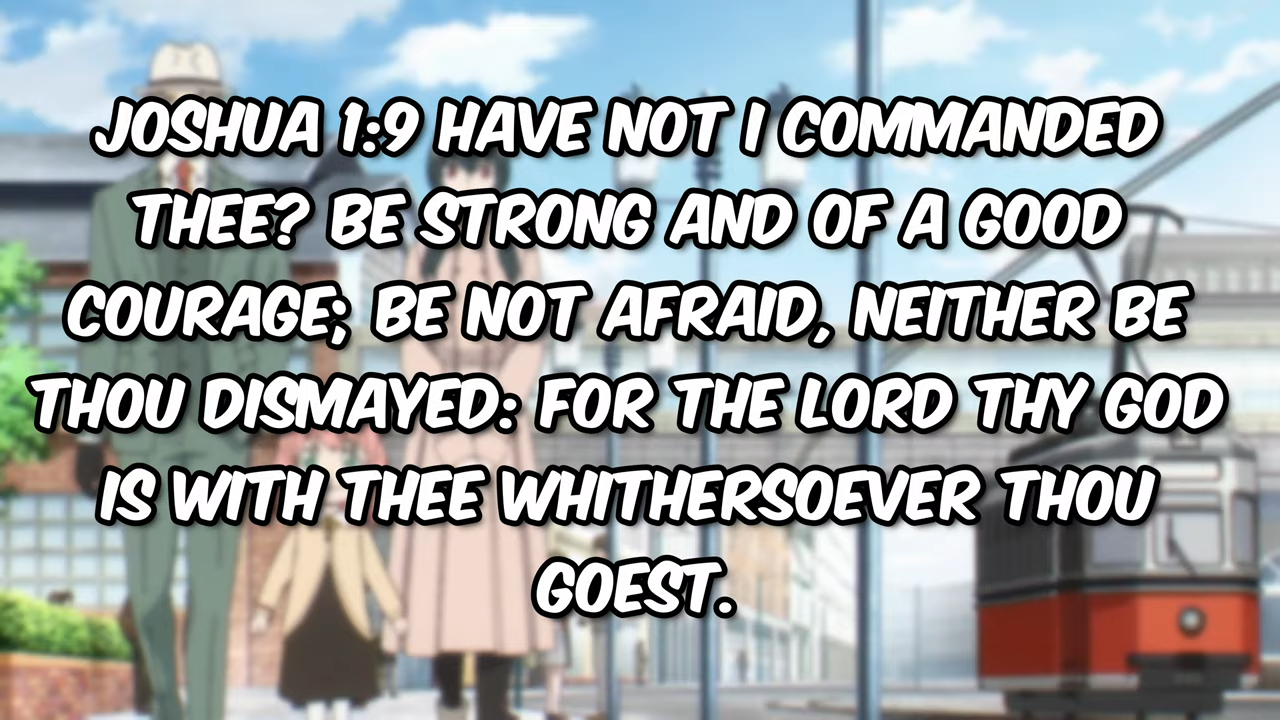 JOSHUA 1:9 HAVE NOT I COMMANDED
THEE? BE STRONG AND OF A GOOD
COURAGE; BE NOT AFRAID, NEITHER BE
THOU DISMAYED: FOR THE LORD THY GOD
IS WITH THEE WHITHERSOEVER THOU
GOEST.